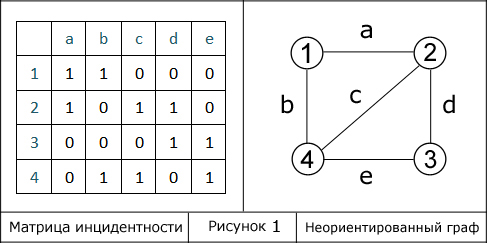 a b c d e
1 1 1 0 0 0
2 1 0 1 1 0
3 0 0 0 1 1
4 0 1 1 0 1
1 a 2
b c d
4 e 3
Матрица инцидентности Рисунок 1 Неориентированный граф